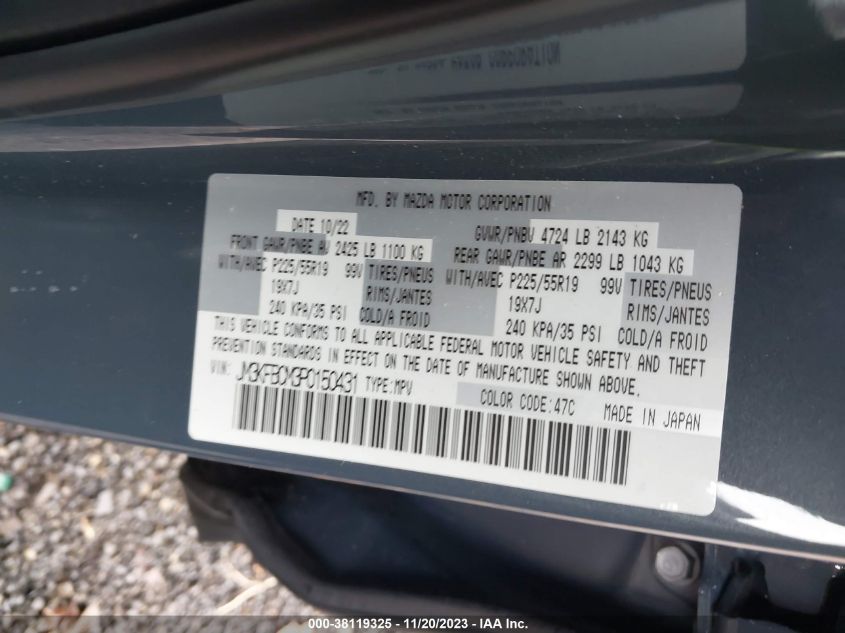 MFD. BY MAZDA MOTOR CORPORATION
DATE 10/22 GVWR/PNBV 4724 LB 2143 KG
FRONT GAWR/PNBE AV 2425 LB 1100 KG REAR GAWR/PNBE AR 2299 LB 1043 KG
WITH/AVEC P225/55R19 99V TIRES/PNEUS WITH/AVEC P225/55R19 99V TIRES/PNEUS
19X7J RIMS/JANTES 19X7J RIMS/JANTES
240 KPA/35 PSI COLD/A FROID 240 KPA/35 PSI COLD/A FROID
THIS VEHICLE CONFORMS TO ALL APPLICABLE FEDERAL MOTOR VEHICLE SAFETY AND THEFT
PREVENTION STANDARDS IN EFFECT ON THE DATE OF MANUFACTURE SHOWN ABOVE.
VIN: JM3KFBCM3P0150431 TYPE:MPV
COLOR CODE:47C MADE IN JAPAN
000-38119325 - 11/20/2023 - IAA Inc.